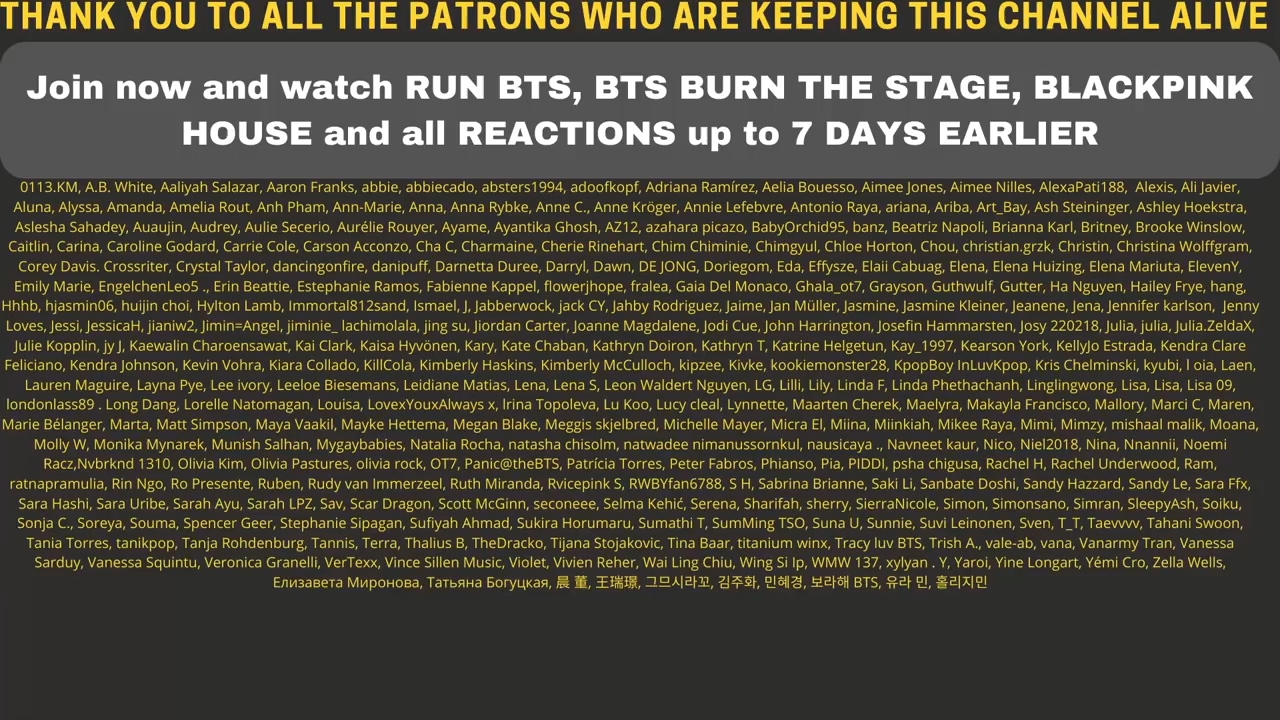 THANK YOU TO ALL THE PATRONS WHO ARE KEEPING THIS CHANNEL ALIVE
Join now and watch RUN BTS, BTS BURN THE STAGE, BLACKPINK
HOUSE and all REACTIONS up to 7 DAYS EARLIER
0113.KM, A.B. White, Aaliyah Salazar, Aaron Franks, abbie, abbiecado, absters1994, adoofkopf, Adriana Ramírez, Aelia Bouesso, Aimee Jones, Aimee Nilles, AlexaPati188,  Alexis, Ali Javier,
Aluna, Alyssa, Amanda, Amelia Rout, Anh Pham, Ann-Marie, Anna, Anna Rybke, Anne C., Anne Kröger, Annie Lefebvre, Antonio Raya, ariana, Ariba, Art_Bay, Ash Steininger, Ashley Hoekstra,
Aslesha Sahadey, Auaujin, Audrey, Aulie Secerio, Aurélie Rouyer, Ayame, Ayantika Ghosh, AZ12, azahara picazo, BabyOrchid95, banz, Beatriz Napoli, Brianna Karl, Britney, Brooke Winslow,
Caitlin, Carina, Caroline Godard, Carrie Cole, Carson Acconzo, Cha C, Charmaine, Cherie Rinehart, Chim Chiminie, Chimgyul, Chloe Horton, Chou, christian.grzk, Christin, Christina Wolffgram,
Corey Davis. Crossriter, Crystal Taylor, dancingonfire, danipuff, Darnetta Duree, Darryl, Dawn, DE JONG, Doriegom, Eda, Effysze, Elaii Cabuag, Elena, Elena Huizing, Elena Mariuta, ElevenY,
Emily Marie, EngelchenLeo5 ., Erin Beattie, Estephanie Ramos, Fabienne Kappel, flowerjhope, fralea, Gaia Del Monaco, Ghala_ot7, Grayson, Guthwulf, Gutter, Ha Nguyen, Hailey Frye, hang,
Hhhb, hjasmin06, huijin choi, Hylton Lamb, Immortal812sand, Ismael, J, Jabberwock, jack CY, Jahby Rodriguez, Jaime, Jan Müller, Jasmine, Jasmine Kleiner, Jeanene, Jena, Jennifer karlson,  Jenny
Loves, Jessi, JessicaH, jianiw2, Jimin=Angel, jiminie_ lachimolala, jing su, Jiordan Carter, Joanne Magdalene, Jodi Cue, John Harrington, Josefin Hammarsten, Josy 220218, Julia, julia, Julia.ZeldaX,
Julie Kopplin, jy J, Kaewalin Charoensawat, Kai Clark, Kaisa Hyvönen, Kary, Kate Chaban, Kathryn Doiron, Kathryn T, Katrine Helgetun, Kay_1997, Kearson York, KellyJo Estrada, Kendra Clare
Feliciano, Kendra Johnson, Kevin Vohra, Kiara Collado, KillCola, Kimberly Haskins, Kimberly McCulloch, kipzee, Kivke, kookiemonster28, KpopBoy InLuvKpop, Kris Chelminski, kyubi, l oia, Laen,
Lauren Maguire, Layna Pye, Lee ivory, Leeloe Biesemans, Leidiane Matias, Lena, Lena S, Leon Waldert Nguyen, LG, Lilli, Lily, Linda F, Linda Phethachanh, Linglingwong, Lisa, Lisa, Lisa 09,
londonlass89 . Long Dang, Lorelle Natomagan, Louisa, LovexYouxAlways x, lrina Topoleva, Lu Koo, Lucy cleal, Lynnette, Maarten Cherek, Maelyra, Makayla Francisco, Mallory, Marci C, Maren,
Marie Bélanger, Marta, Matt Simpson, Maya Vaakil, Mayke Hettema, Megan Blake, Meggis skjelbred, Michelle Mayer, Micra El, Miina, Miinkiah, Mikee Raya, Mimi, Mimzy, mishaal malik, Moana,
Molly W, Monika Mynarek, Munish Salhan, Mygaybabies, Natalia Rocha, natasha chisolm, natwadee nimanussornkul, nausicaya ., Navneet kaur, Nico, Niel2018, Nina, Nnannii, Noemi
Racz,Nvbrknd 1310, Olivia Kim, Olivia Pastures, olivia rock, OT7, Panic@theBTS, Patrícia Torres, Peter Fabros, Phianso, Pia, PIDDI, psha chigusa, Rachel H, Rachel Underwood, Ram,
ratnapramulia, Rin Ngo, Ro Presente, Ruben, Rudy van Immerzeel, Ruth Miranda, Rvicepink S, RWBYfan6788, S H, Sabrina Brianne, Saki Li, Sanbate Doshi, Sandy Hazzard, Sandy Le, Sara Ffx,
Sara Hashi, Sara Uribe, Sarah Ayu, Sarah LPZ, Sav, Scar Dragon, Scott McGinn, seconeee, Selma Kehić, Serena, Sharifah, sherry, SierraNicole, Simon, Simonsano, Simran, SleepyAsh, Soiku,
Sonja C., Soreya, Souma, Spencer Geer, Stephanie Sipagan, Sufiyah Ahmad, Sukira Horumaru, Sumathi T, SumMing TSO, Suna U, Sunnie, Suvi Leinonen, Sven, T_T, Taevvvv, Tahani Swoon,
Tania Torres, tanikpop, Tanja Rohdenburg, Tannis, Terra, Thalius B, TheDracko, Tijana Stojakovic, Tina Baar, titanium winx, Tracy luv BTS, Trish A., vale-ab, vana, Vanarmy Tran, Vanessa
Sarduy, Vanessa Squintu, Veronica Granelli, VerTexx, Vince Sillen Music, Violet, Vivien Reher, Wai Ling Chiu, Wing Si Ip, WMW 137, xylyan . Y, Yaroi, Yine Longart, Yémi Cro, Zella Wells,
Елизавета Миронова, Татьяна Богуцкая, 晨 董, 王瑞璟, 그므시라꼬, 김주화, 민혜경, 보라해 BTS, 유라 민, 홀리지민